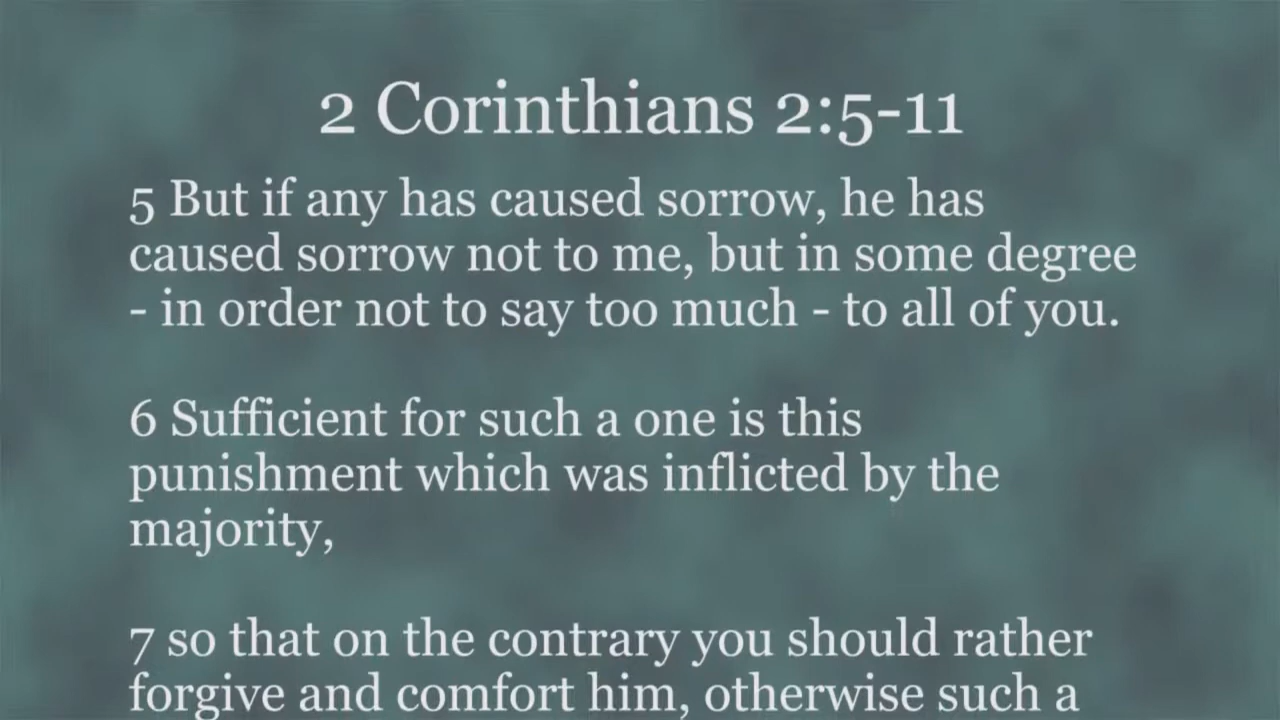 2 Corinthians 2:5-11
5 But if any has caused sorrow, he has
caused sorrow not to me, but in some degree
- in order not to say too much - to all of you.
6 Sufficient for such a one is this
punishment which was inflicted by the
majority,
7 so that on the contrary you should rather
forgive and comfort him, otherwise such a